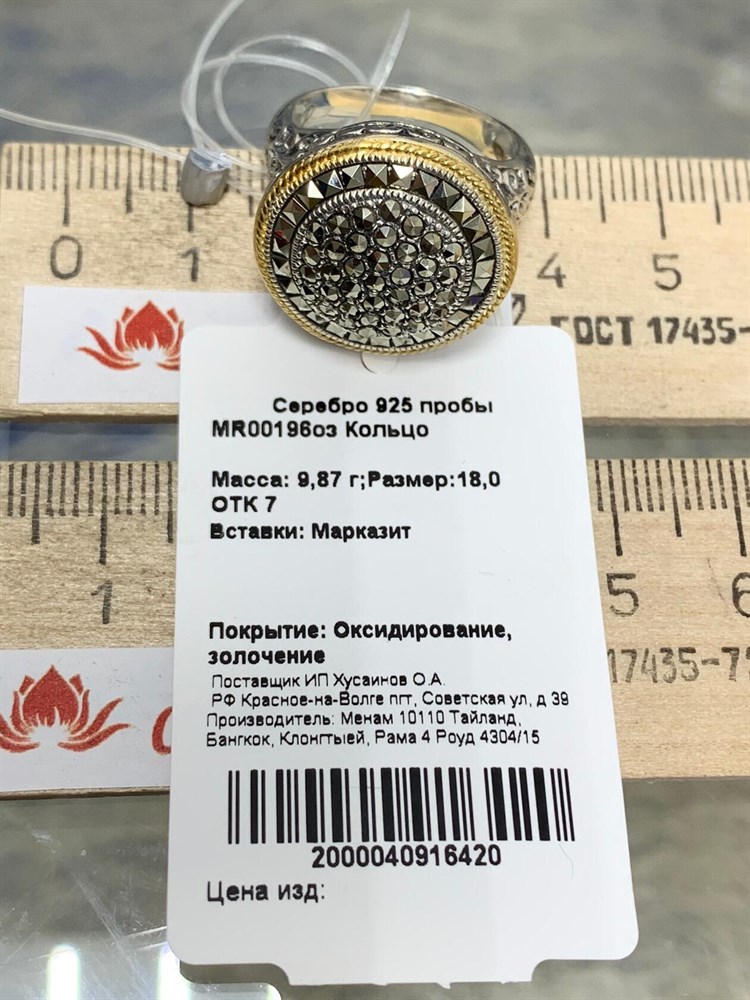 0 1 4 5
ГОСТ 17435-
Серебро 925 пробы
MR00196оз Кольцо
Масса: 9,87 г;Размер:18,0
ОТК 7
Вставки: Марказит
1 5 6
17435-7
Покрытие: Оксидирование,
золочение
Поставщик ИП Хусаинов О.А.
РФ Красное-на-Волге пгт, Советская ул, д 39
Производитель: Менам 10110 Тайланд,
Бангкок, Клонгтыей, Рама 4 Роуд 4304/15
2000040916420
Цена изд: